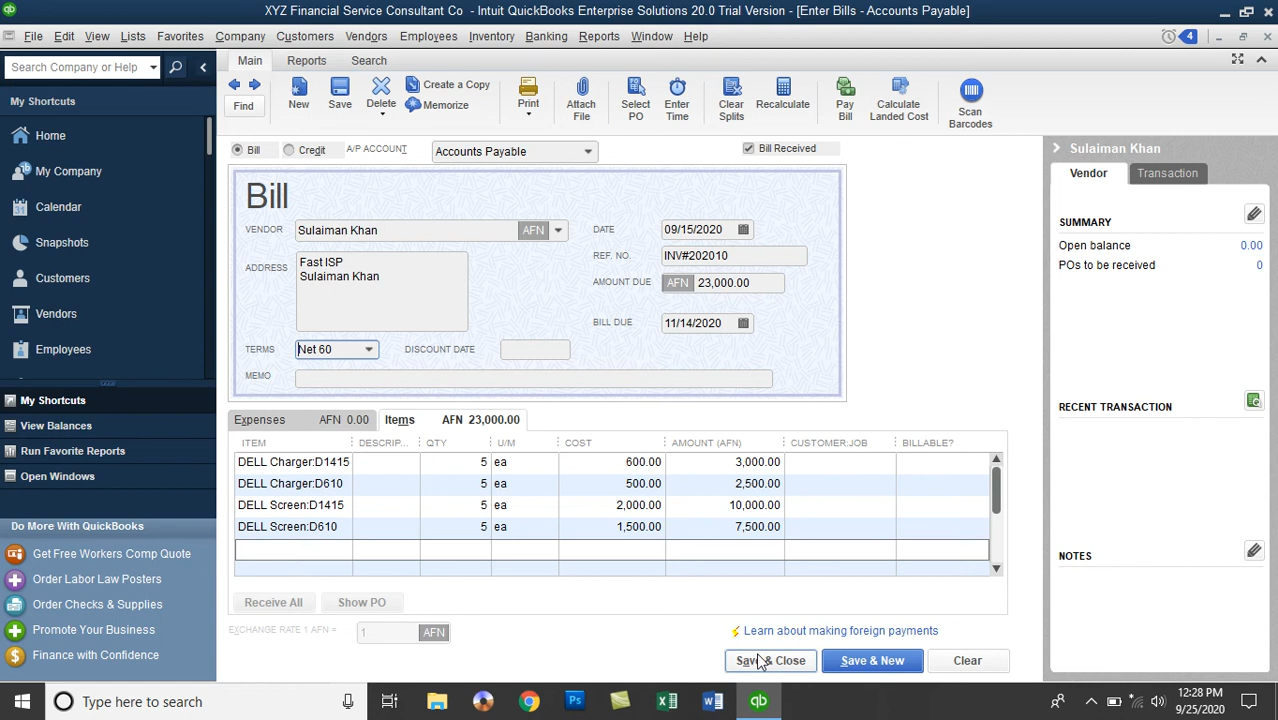 XYZ Financial Service Consultant Co - Intuit QuickBooks Enterprise Solutions 20.0 Trial Version - [Enter Bills - Accounts Payable]
File Edit View Lists Favorites Company Customers Vendors Employees Inventory Banking Reports Window Help 4
Search Company or Help
My Shortcuts
Home
My Company
Calendar
Snapshots
Customers
Vendors
Employees
My Shortcuts
View Balances
Run Favorite Reports
Open Windows
Do More With QuickBooks
Get Free Workers Comp Quote
Order Labor Law Posters
Order Checks & Supplies
Promote Your Business
Finance with Confidence
Main Reports Search
Find New Save Delete Create a Copy Memorize Print Attach File Select PO Enter Time Clear Splits Recalculate Pay Bill Calculate Landed Cost Scan Barcodes
Bill Credit A/P ACCOUNT Accounts Payable Bill Received
Bill
VENDOR Sulaiman Khan AFN DATE 09/15/2020
ADDRESS Fast ISP
Sulaiman Khan
REF. NO. INV#202010
AMOUNT DUE AFN 23,000.00
BILL DUE 11/14/2020
TERMS Net 60 DISCOUNT DATE
MEMO
Expenses AFN 0.00 Items AFN 23,000.00
ITEM DESCRIP... QTY U/M COST AMOUNT (AFN) CUSTOMER:JOB BILLABLE?
DELL Charger:D1415 5 ea 600.00 3,000.00
DELL Charger:D610 5 ea 500.00 2,500.00
DELL Screen:D1415 5 ea 2,000.00 10,000.00
DELL Screen:D610 5 ea 1,500.00 7,500.00
Receive All Show PO
EXCHANGE RATE 1 AFN = 1 AFN
Learn about making foreign payments
Save & Close Save & New Clear
Sulaiman Khan
Vendor Transaction
SUMMARY
Open balance 0.00
POs to be received 0
RECENT TRANSACTION
NOTES
Type here to search
Ps
qb
12:28 PM
9/25/2020